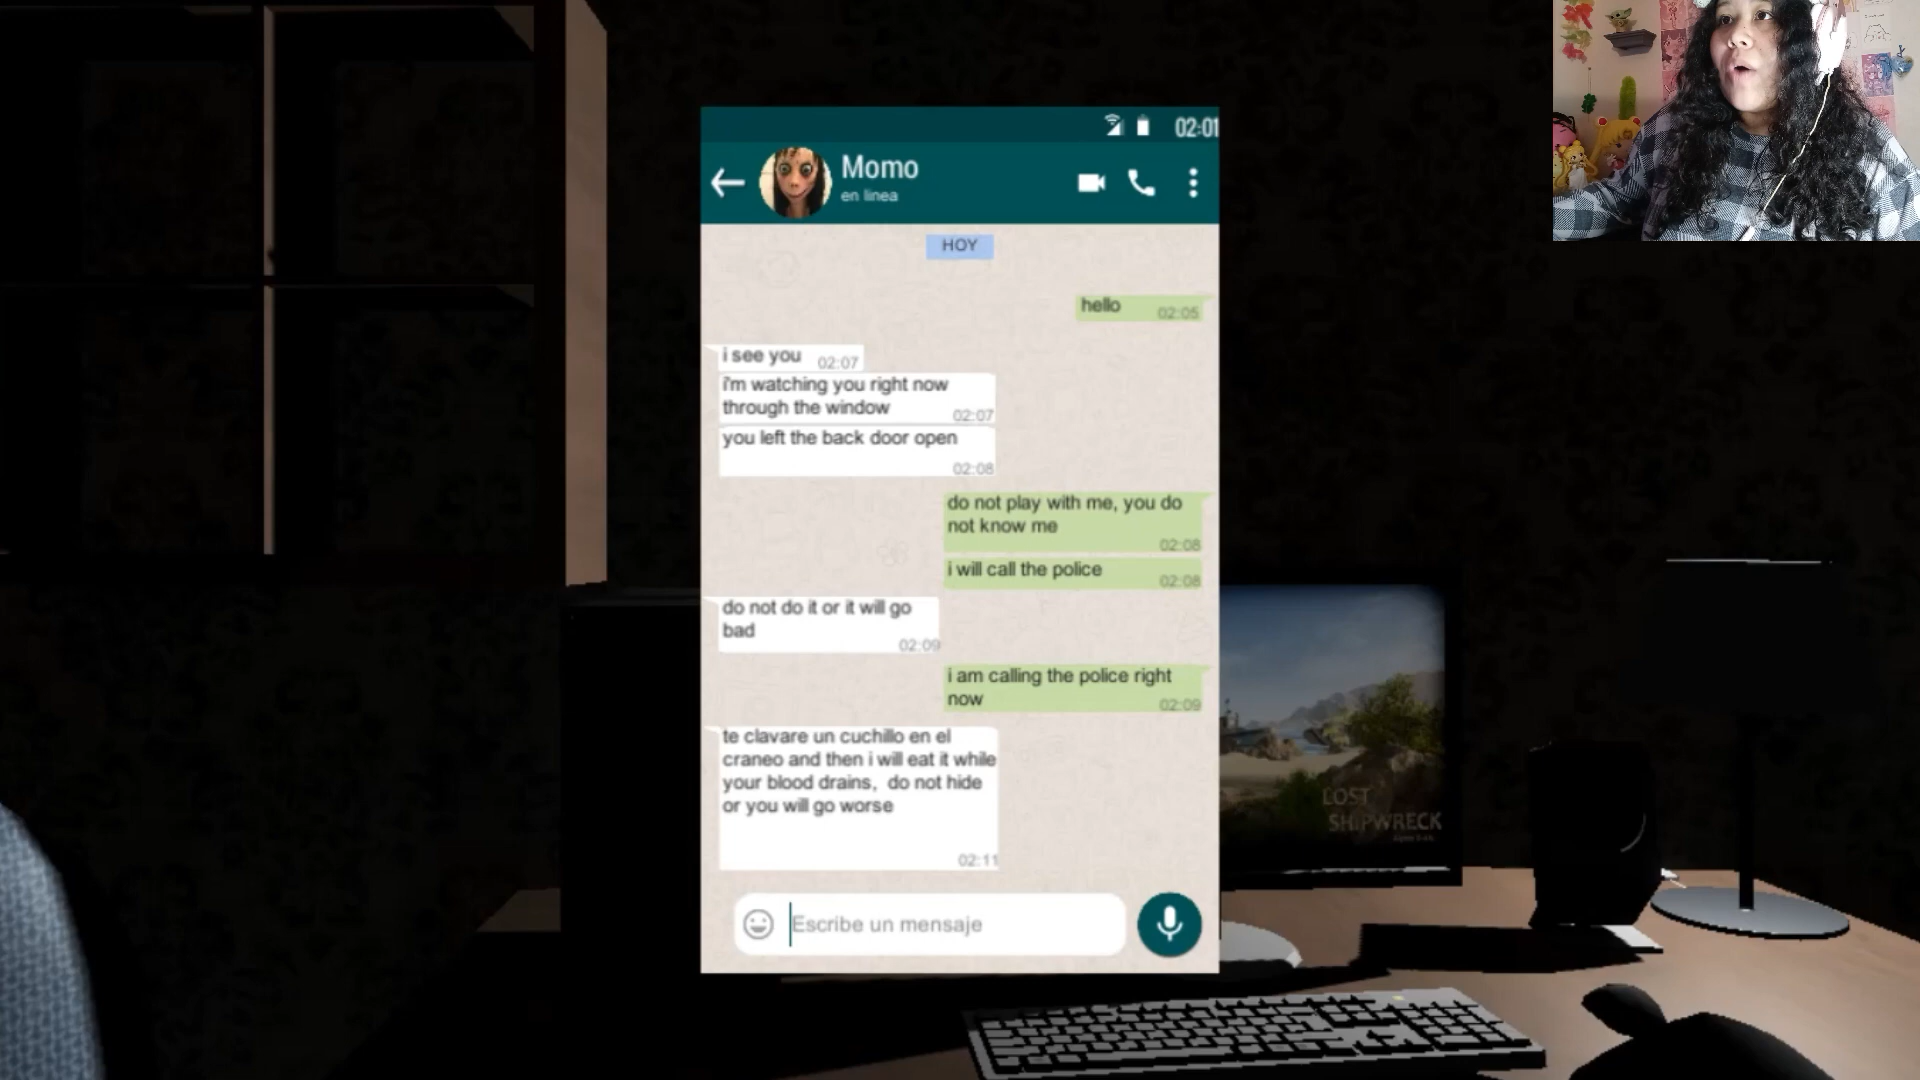 02:01
Momo
en linea
HOY
hello
02:05
i see you
02:07
i'm watching you right now
through the window
02:07
you left the back door open
02:08
do not play with me, you do
not know me
02:08
i will call the police
02:08
do not do it or it will go
bad
02:09
i am calling the police right
now
02:09
te clavare un cuchillo en el
craneo and then i will eat it while
your blood drains,  do not hide
or you will go worse
02:11
Escribe un mensaje
LOST
SHIPWRECK